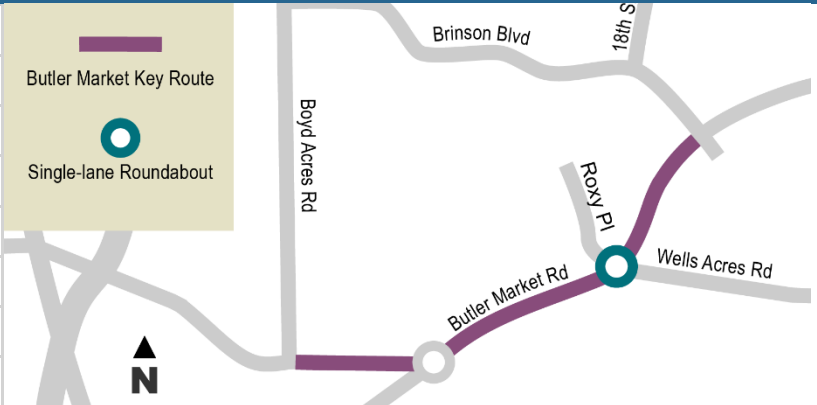 Butler Market Key Route
Single-lane Roundabout
Brinson Blvd
18th S
Boyd Acres Rd
Roxy Pl
Wells Acres Rd
Butler Market Rd
N